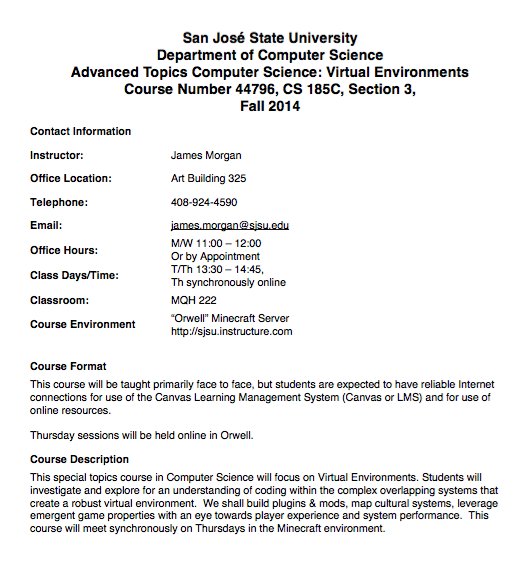 San José State University
Department of Computer Science
Advanced Topics Computer Science: Virtual Environments
Course Number 44796, CS 185C, Section 3,
Fall 2014
Contact Information
Instructor: James Morgan
Office Location: Art Building 325
Telephone: 408-924-4590
Email: james.morgan@sjsu.edu
Office Hours: M/W 11:00 – 12:00
Or by Appointment
Class Days/Time: T/Th 13:30 – 14:45,
Th synchronously online
Classroom: MQH 222
Course Environment "Orwell" Minecraft Server
http://sjsu.instructure.com
Course Format
This course will be taught primarily face to face, but students are expected to have reliable Internet
connections for use of the Canvas Learning Management System (Canvas or LMS) and for use of
online resources.
Thursday sessions will be held online in Orwell.
Course Description
This special topics course in Computer Science will focus on Virtual Environments. Students will
investigate and explore for an understanding of coding within the complex overlapping systems that
create a robust virtual environment.  We shall build plugins & mods, map cultural systems, leverage
emergent game properties with an eye towards player experience and system performance.  This
course will meet synchronously on Thursdays in the Minecraft environment.